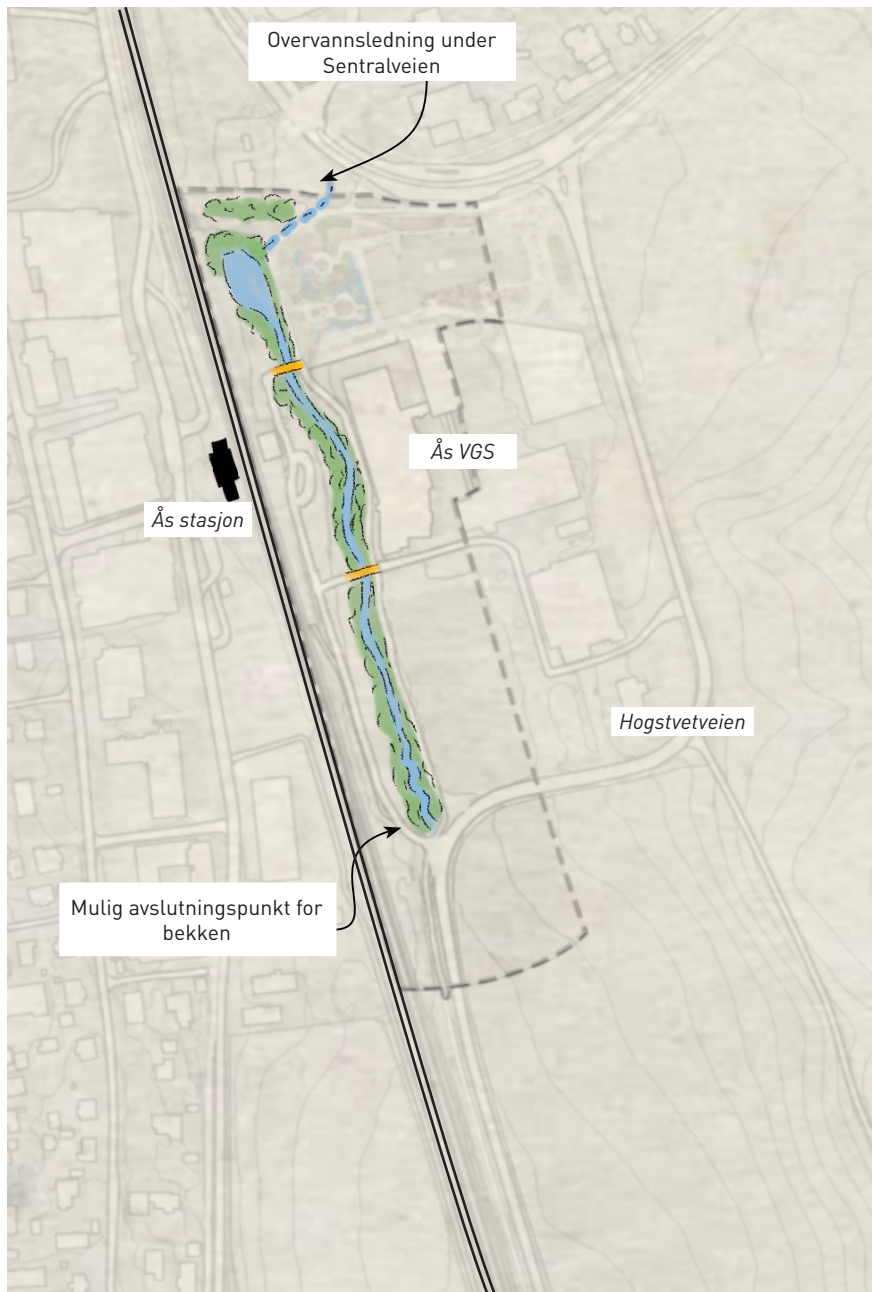 Overvannsledning under
Sentralveien
Ås VGS
Ås stasjon
Hogstvetveien
Mulig avslutningspunkt for
bekken